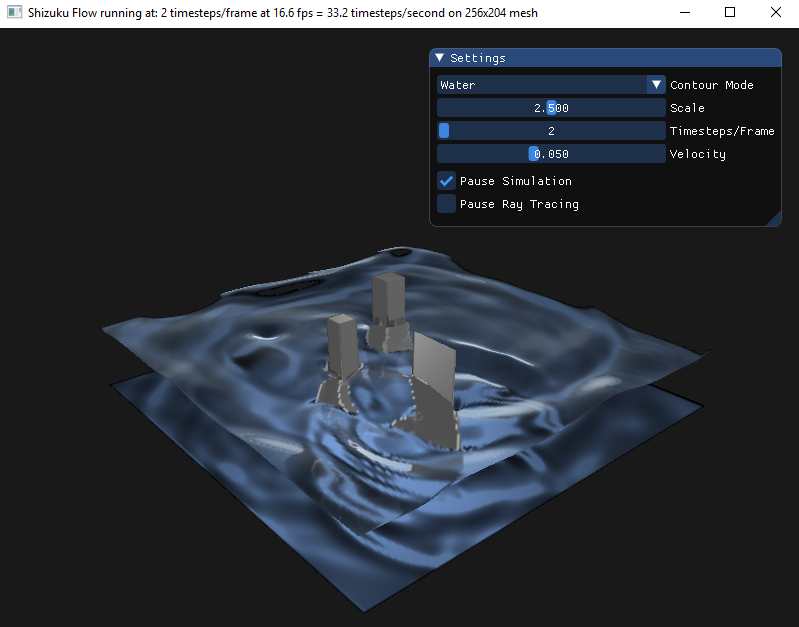 Shizuku Flow running at: 2 timesteps/frame at 16.6 fps = 33.2 timesteps/second on 256x204 mesh
Settings
Water Contour Mode
2.500 Scale
2 Timesteps/Frame
0.050 Velocity
Pause Simulation
Pause Ray Tracing